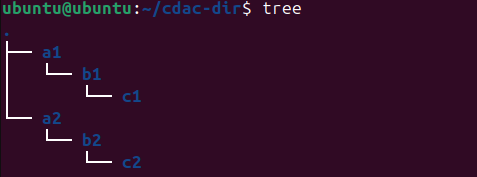 ubuntu@ubuntu:~/cdac-dir$ tree
.
├── a1
│   └── b1
│       └── c1
└── a2
    └── b2
        └── c2